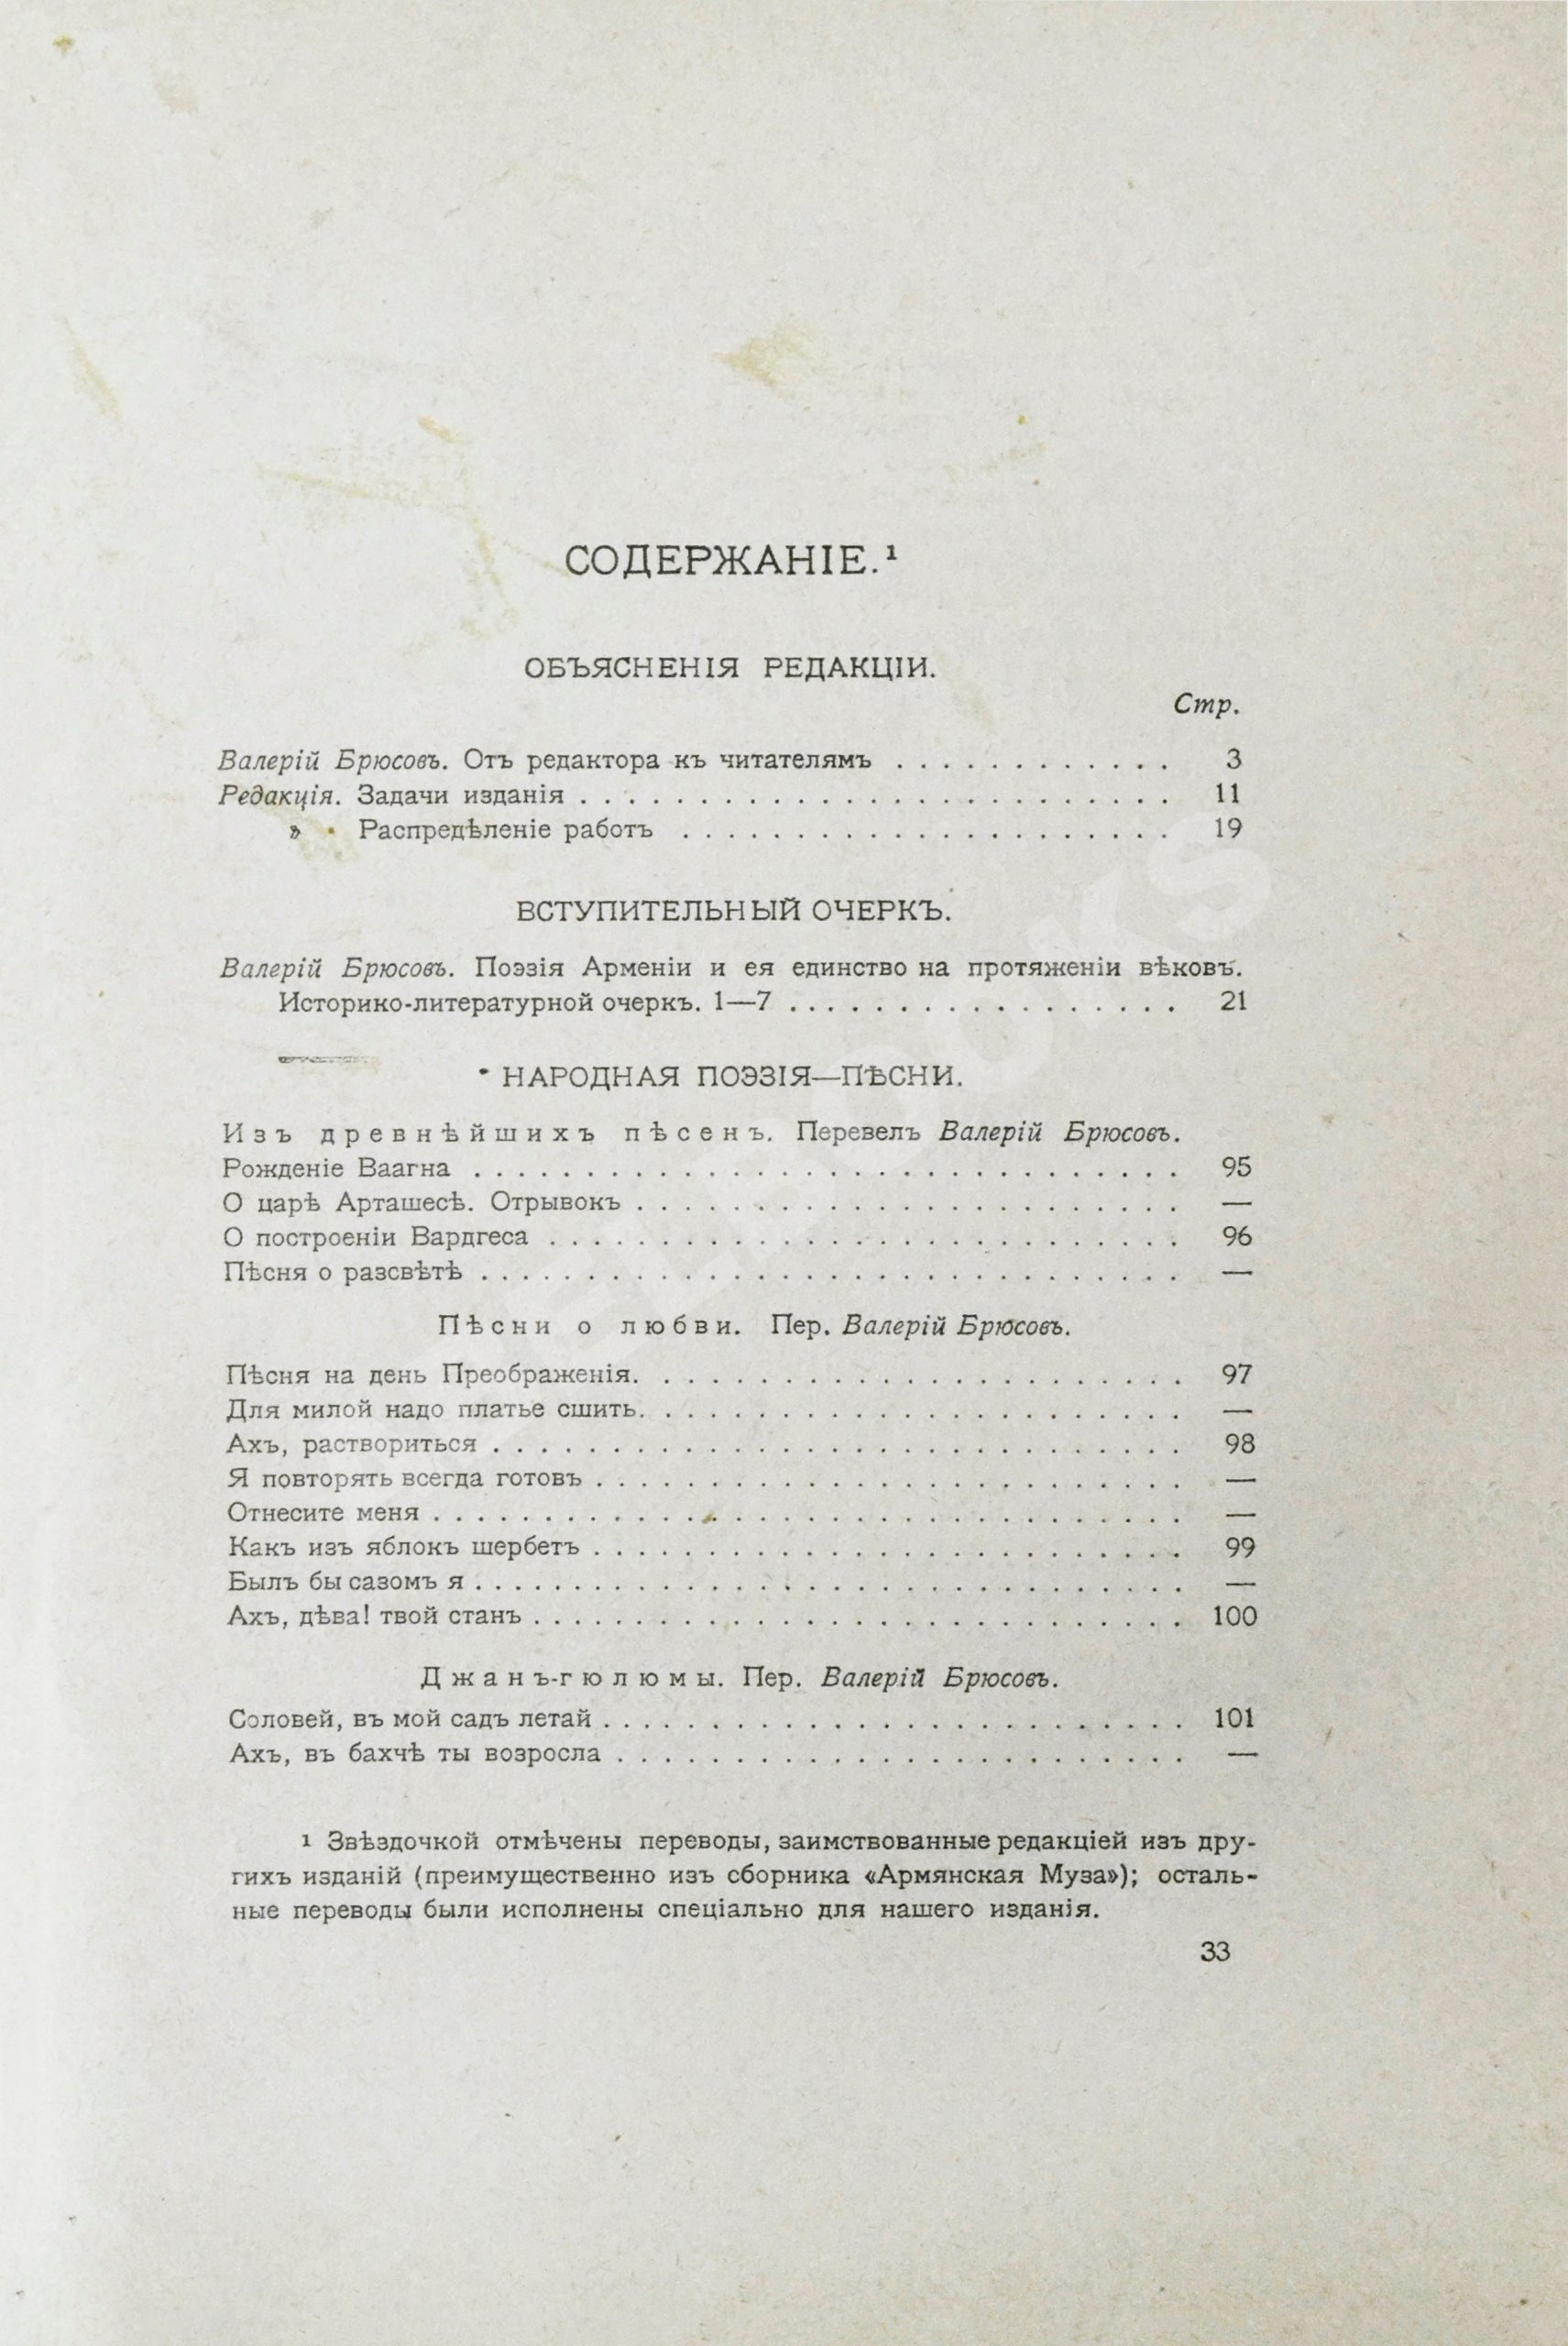 СОДЕРЖАНІЕ.¹
ОБЪЯСНЕНІЯ РЕДАКЦІИ.
Стр.
Валерій Брюсовъ. Отъ редактора къ читателямъ . . . . . . . . . . . . 3
Редакція. Задачи изданія . . . . . . . . . . . . . . . . . . . . . . . . . 11
» Распредѣленіе работъ . . . . . . . . . . . . . . . . . . . . . 19
ВСТУПИТЕЛЬНЫЙ ОЧЕРКЪ.
Валерій Брюсовъ. Поэзія Арменіи и ея единство на протяженіи вѣковъ.
Историко-литературной очеркъ. 1—7 . . . . . . . . . . . . . . . . . 21
НАРОДНАЯ ПОЭЗІЯ—ПѢСНИ.
Изъ древнѣйшихъ пѣсенъ. Перевелъ Валерій Брюсовъ.
Рожденіе Ваагна . . . . . . . . . . . . . . . . . . . . . . . . . . . . . . 95
О царѣ Арташесѣ. Отрывокъ . . . . . . . . . . . . . . . . . . . . . . . —
О построеніи Вардгеса . . . . . . . . . . . . . . . . . . . . . . . . . . 96
Пѣсня о разсвѣтѣ . . . . . . . . . . . . . . . . . . . . . . . . . . . . . —
Пѣсни о любви. Пер. Валерій Брюсовъ.
Пѣсня на день Преображенія. . . . . . . . . . . . . . . . . . . . . . . 97
Для милой надо платье сшить. . . . . . . . . . . . . . . . . . . . . . . —
Ахъ, раствориться . . . . . . . . . . . . . . . . . . . . . . . . . . . . . 98
Я повторять всегда готовъ . . . . . . . . . . . . . . . . . . . . . . . . —
Отнесите меня . . . . . . . . . . . . . . . . . . . . . . . . . . . . . . . —
Какъ изъ яблокъ шербетъ . . . . . . . . . . . . . . . . . . . . . . . . 99
Былъ бы сазомъ я . . . . . . . . . . . . . . . . . . . . . . . . . . . . . —
Ахъ, дѣва! твой станъ . . . . . . . . . . . . . . . . . . . . . . . . . . . 100
Джанъ-гюлюмы. Пер. Валерій Брюсовъ.
Соловей, въ мой садъ летай . . . . . . . . . . . . . . . . . . . . . . . . 101
Ахъ, въ бахчѣ ты возросла . . . . . . . . . . . . . . . . . . . . . . . . —
¹ Звѣздочкой отмѣчены переводы, заимствованные редакціей изъ дру-
гихъ изданій (преимущественно изъ сборника «Армянская Муза»); осталь-
ные переводы были исполнены спеціально для нашего изданія.
33